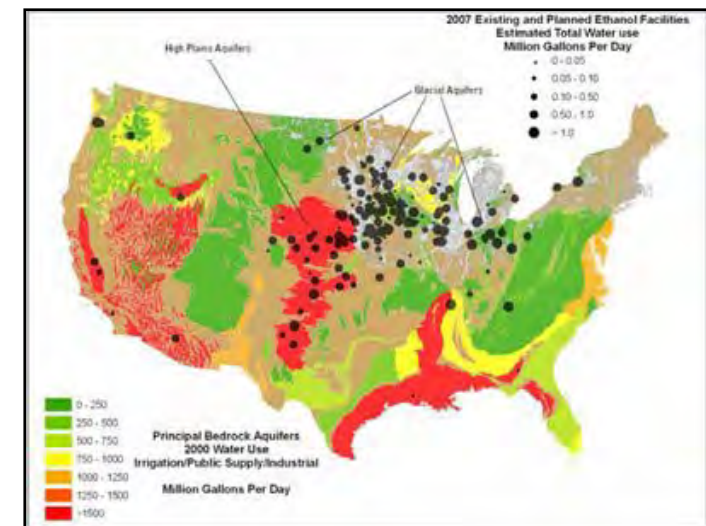 2007 Existing and Planned Ethanol Facilities
Estimated Total Water use
Million Gallons Per Day
0 - 0.05
0.05 - 0.10
0.10 - 0.50
0.50 - 1.0
> 1.0
High Plains Aquifers
Glacial Aquifers
0 - 250
250 - 500
500 - 750
750 - 1000
1000 - 1250
1250 - 1500
>1500
Principal Bedrock Aquifers
2000 Water Use
Irrigation/Public Supply/Industrial
Million Gallons Per Day